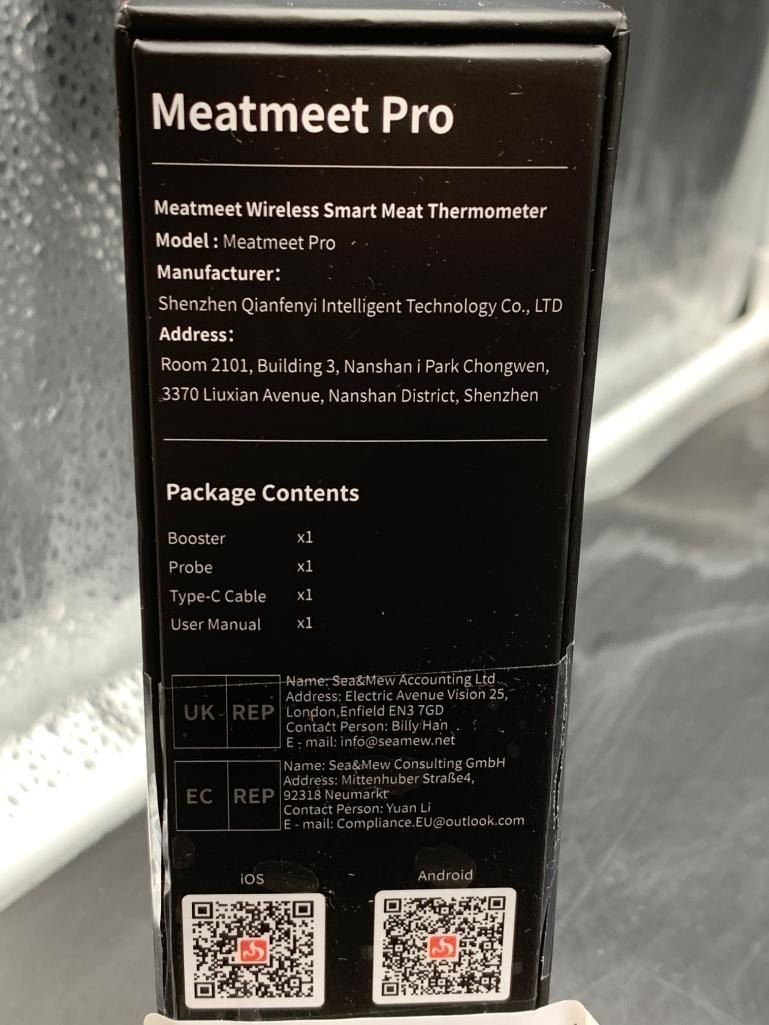 Meatmeet Pro
Meatmeet Wireless Smart Meat Thermometer
Model : Meatmeet Pro
Manufacturer:
Shenzhen Qianfenyi Intelligent Technology Co., LTD
Address:
Room 2101, Building 3, Nanshan i Park Chongwen,
3370 Liuxian Avenue, Nanshan District, Shenzhen
Package Contents
Booster x1
Probe x1
Type-C Cable x1
User Manual x1
UK REP
Name: Sea&Mew Accounting Ltd
Address: Electric Avenue Vision 25,
London,Enfield EN3 7GD
Contact Person: Billy Han
E - mail: info@seamew.net
EC REP
Name: Sea&Mew Consulting GmbH
Address: Mittenhuber Straße4,
92318 Neumarkt
Contact Person: Yuan Li
E - mail: Compliance.EU@outlook.com
iOS Android